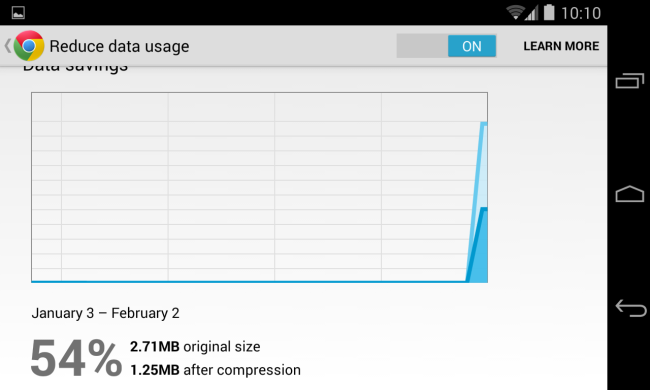 10:10
Reduce data usage
ON
LEARN MORE
Data savings
January 3 – February 2
54%
2.71MB original size
1.25MB after compression